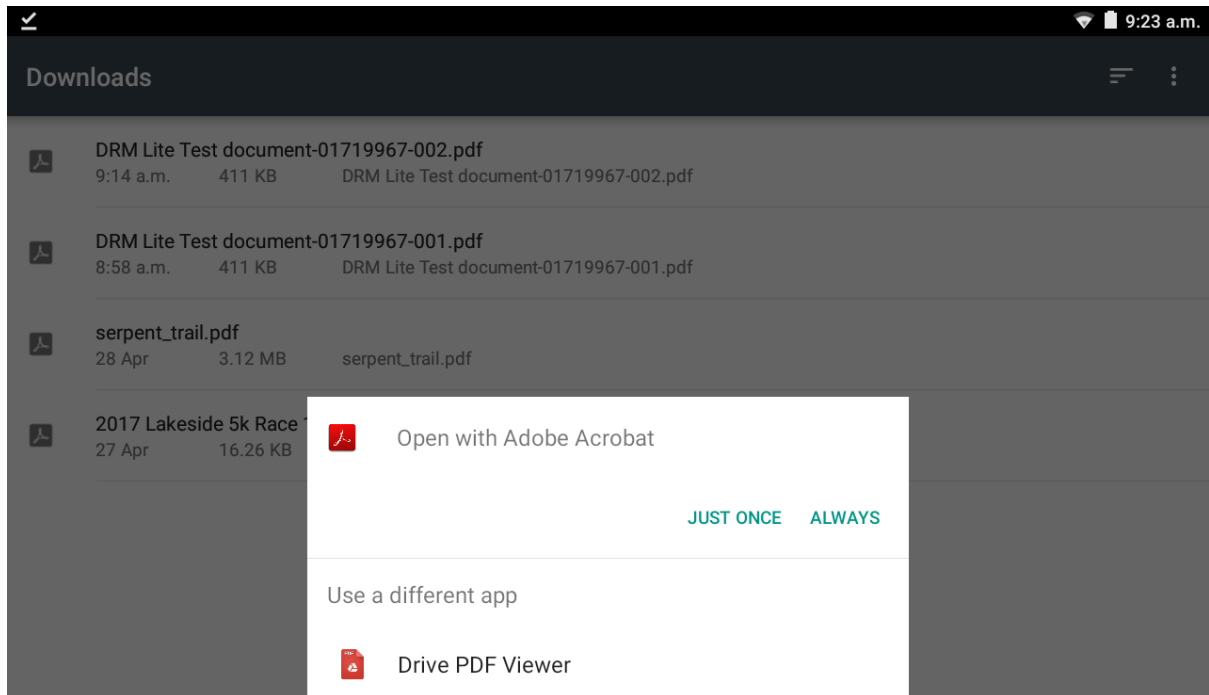 9:23 a.m.
Downloads
DRM Lite Test document-01719967-002.pdf
9:14 a.m. 411 KB DRM Lite Test document-01719967-002.pdf
DRM Lite Test document-01719967-001.pdf
8:58 a.m. 411 KB DRM Lite Test document-01719967-001.pdf
serpent_trail.pdf
28 Apr 3.12 MB serpent_trail.pdf
2017 Lakeside 5k Race
27 Apr 16.26 KB
Open with Adobe Acrobat
JUST ONCE ALWAYS
Use a different app
PDF
Drive PDF Viewer